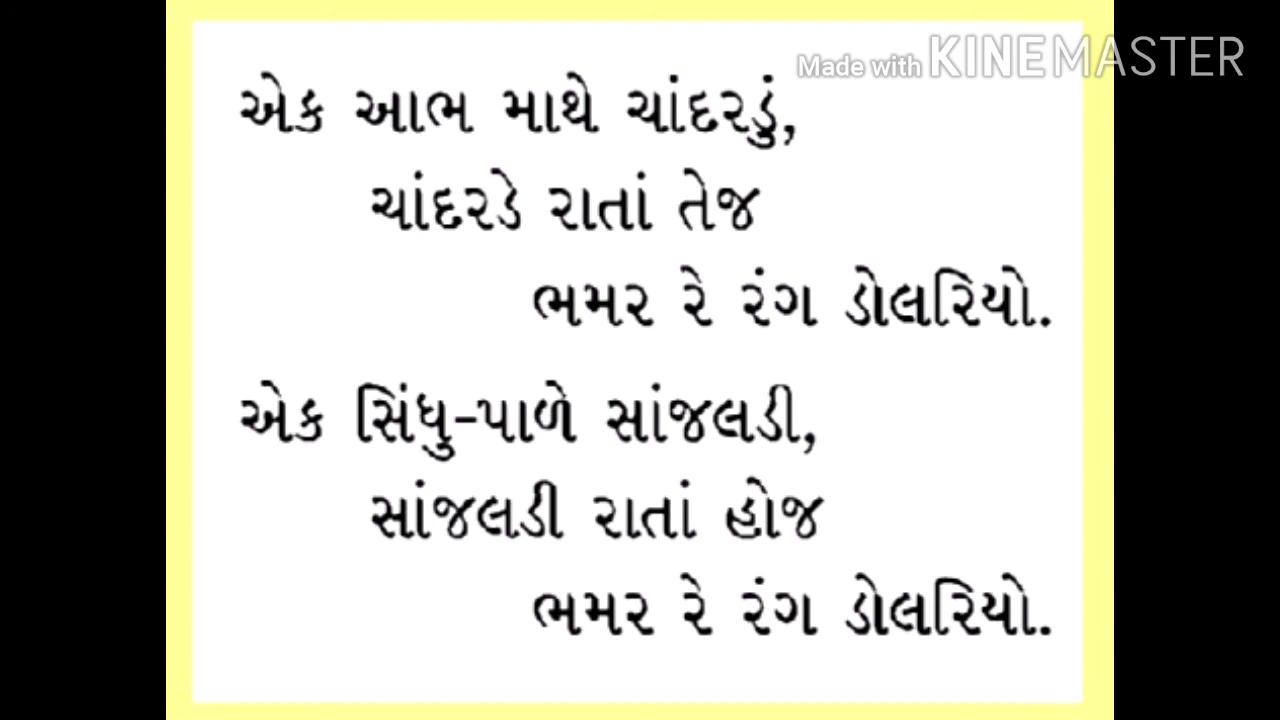 Made with KINEMASTER
એક આભ માથે ચાંદરડું,
ચાંદરડે રાતાં તેજ
ભમર રે રંગ ડોલરિયો.
એક સિંધુ-પાળે સાંજલડી,
સાંજલડી રાતાં હોજ
ભમર રે રંગ ડોલરિયો.